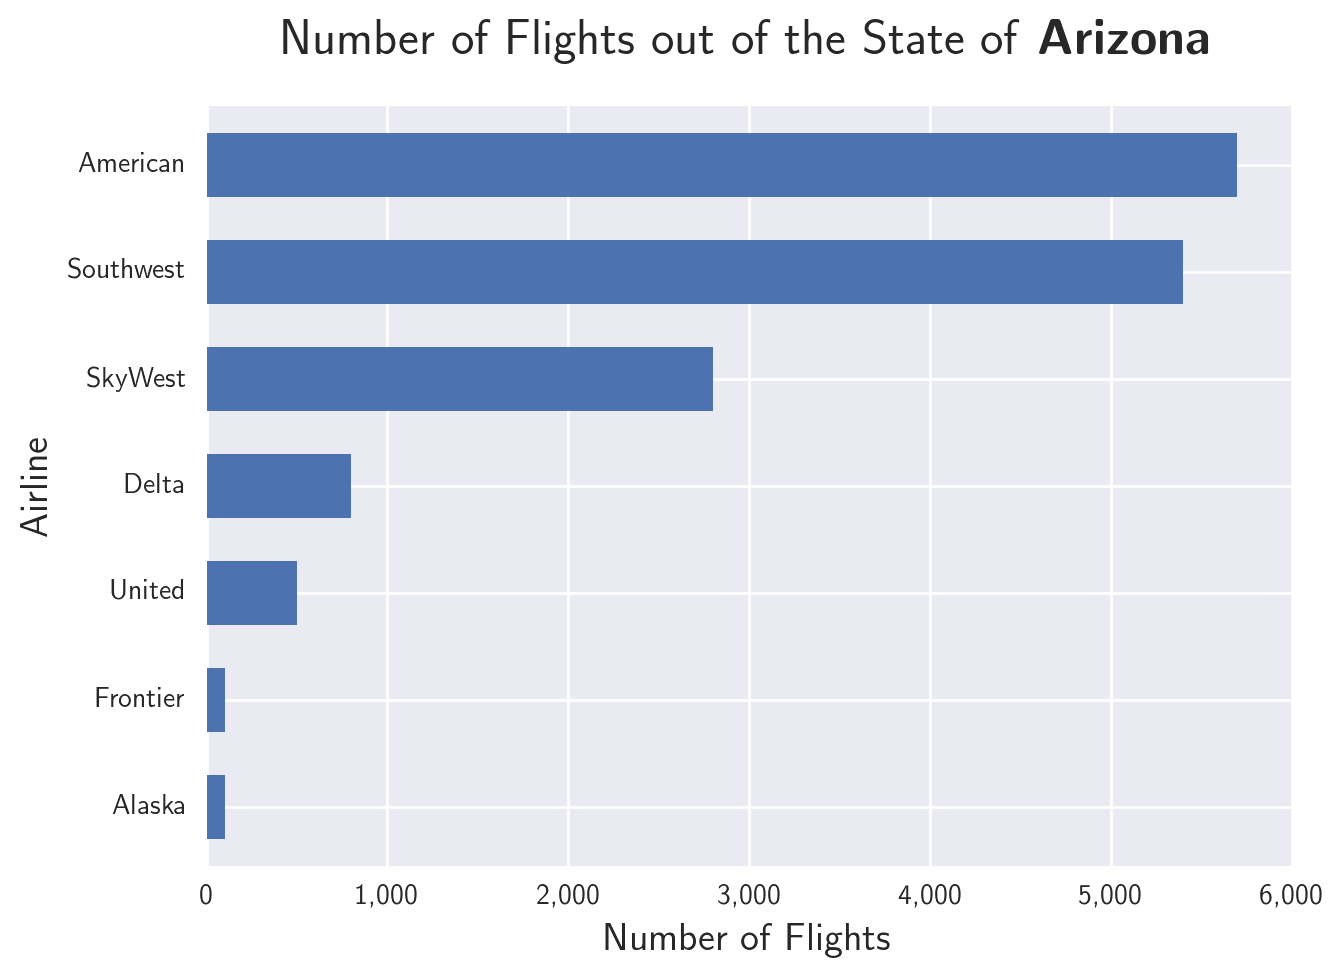 Number of Flights out of the State of Arizona
American
Southwest
SkyWest
Delta
United
Frontier
Alaska
Airline
0 1,000 2,000 3,000 4,000 5,000 6,000
Number of Flights